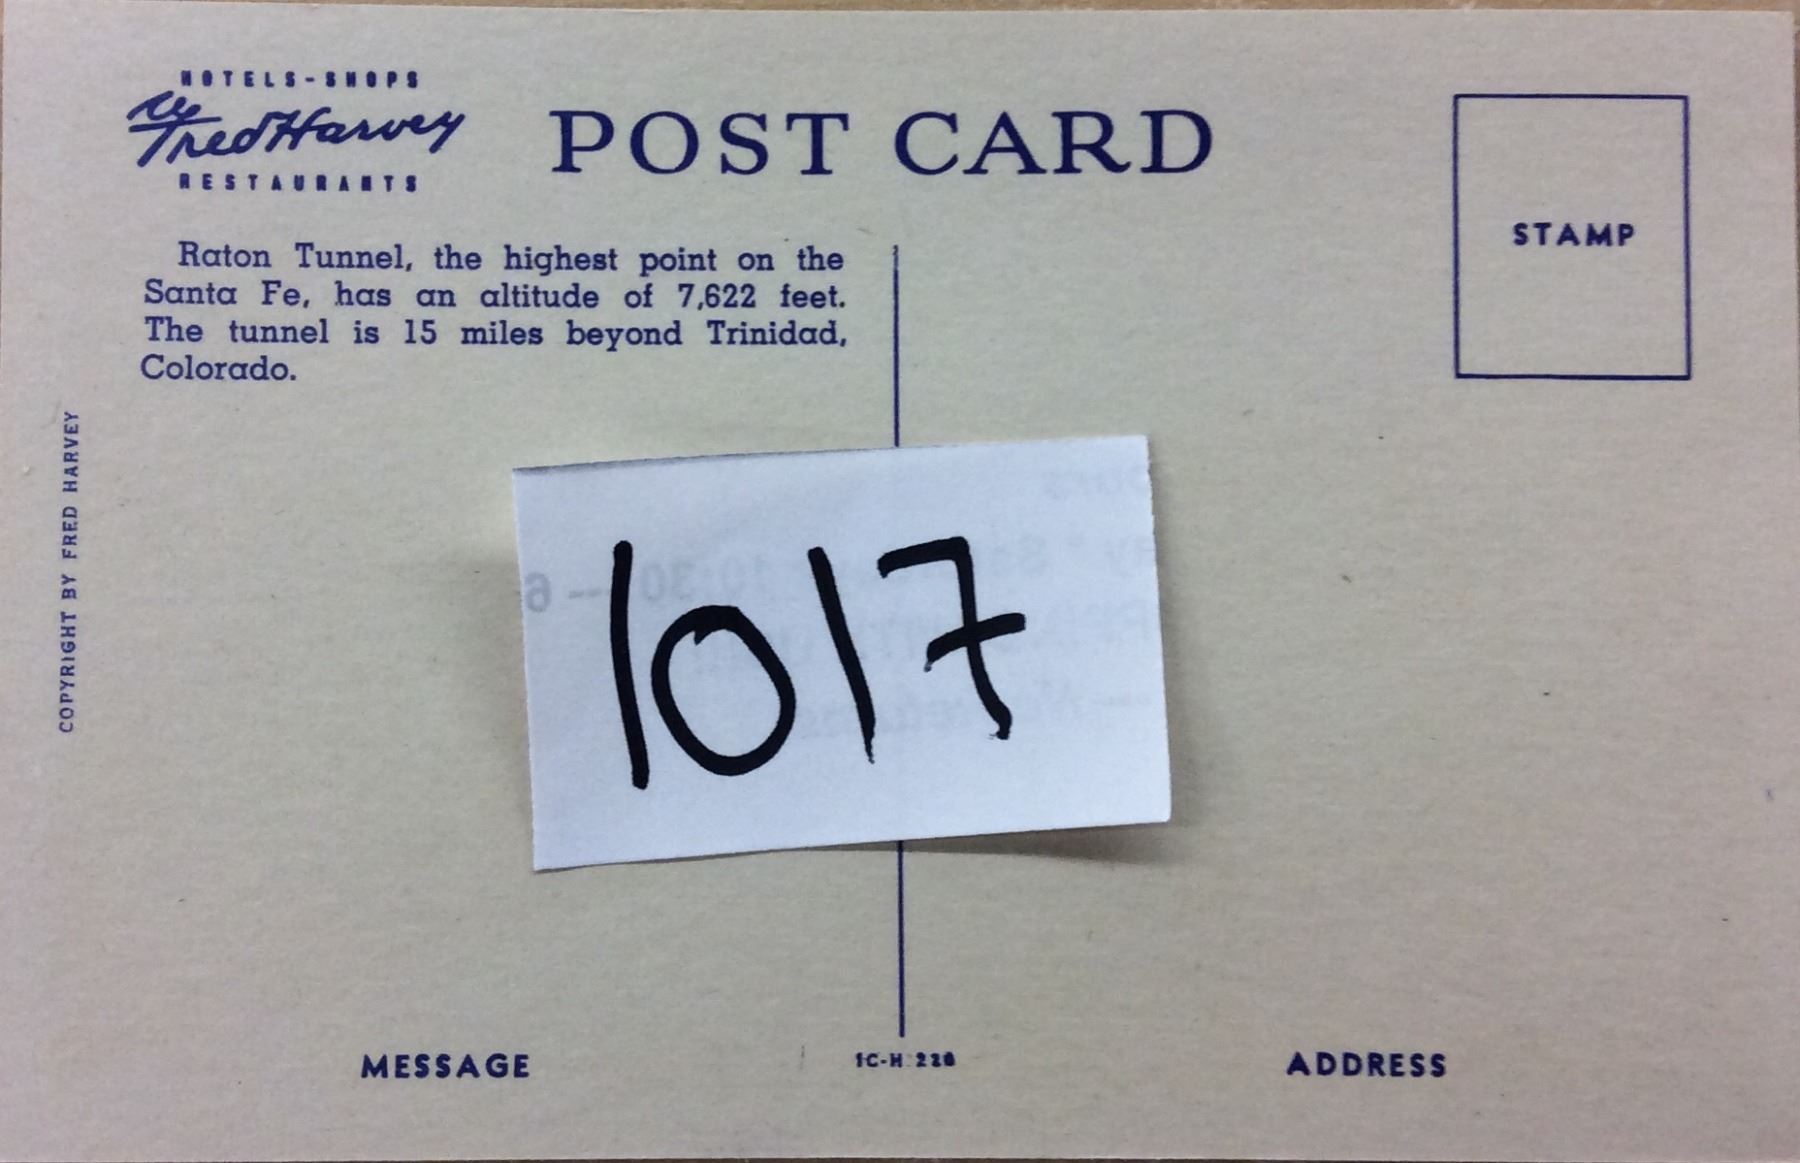 HOTELS-SHOPS
Fred Harvey
RESTAURANTS
POST CARD
STAMP
Raton Tunnel, the highest point on the
Santa Fe, has an altitude of 7,622 feet.
The tunnel is 15 miles beyond Trinidad,
Colorado.
COPYRIGHT BY FRED HARVEY
1017
MESSAGE
ADDRESS